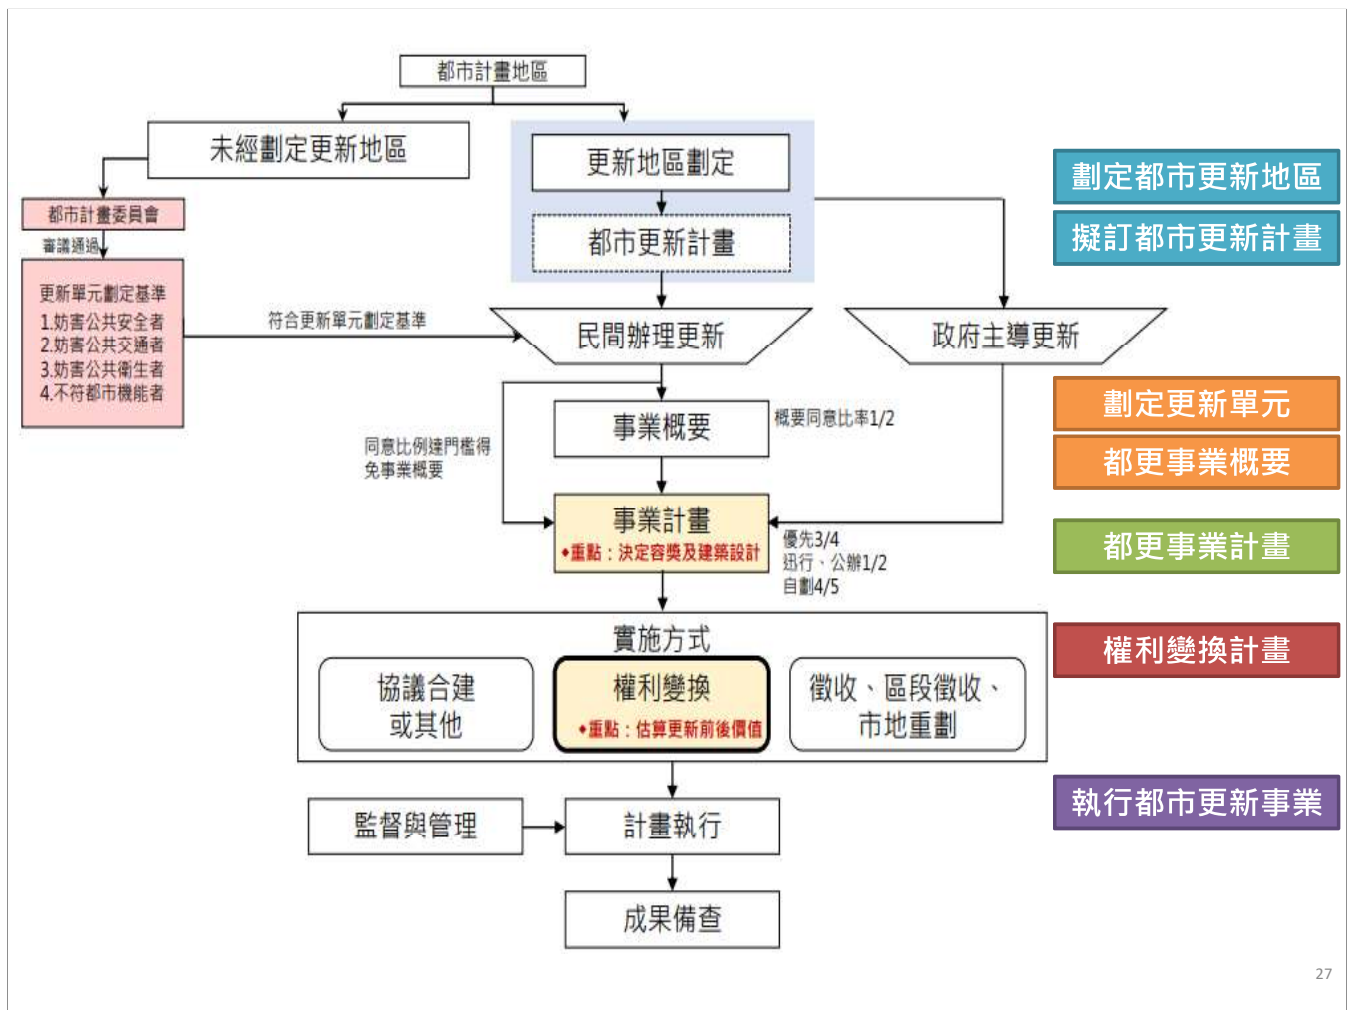 都市計畫地區
未經劃定更新地區
更新地區劃定
都市更新計畫
都市計畫委員會
審議通過
更新單元劃定基準
1.妨害公共安全者
2.妨害公共交通者
3.妨害公共衛生者
4.不符都市機能者
符合更新單元劃定基準
民間辦理更新
政府主導更新
事業概要
概要同意比率1/2
同意比例達門檻得
免事業概要
事業計畫
◆重點：決定容獎及建築設計
優先3/4
迅行、公辦1/2
自劃4/5
實施方式
協議合建
或其他
權利變換
◆重點：估算更新前後價值
徵收、區段徵收、
市地重劃
監督與管理
計畫執行
成果備查
劃定都市更新地區
擬訂都市更新計畫
劃定更新單元
都更事業概要
都更事業計畫
權利變換計畫
執行都市更新事業
27